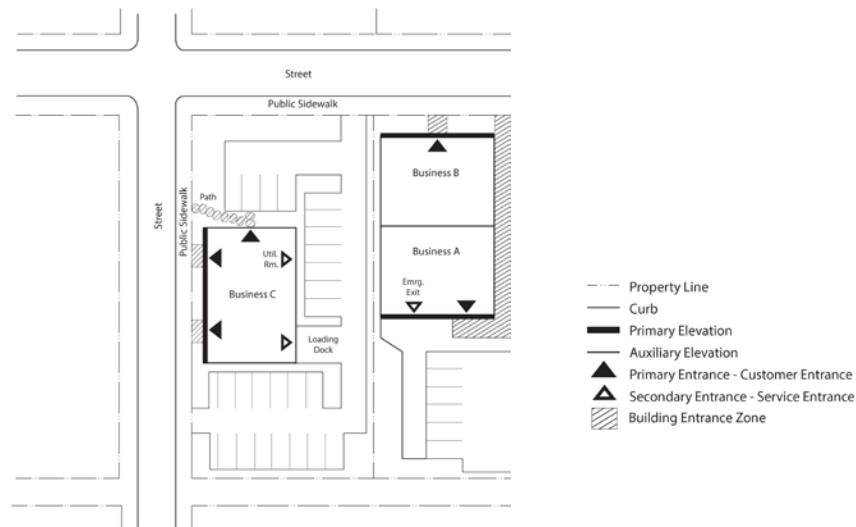 Street
Public Sidewalk
Business B
Path
Public Sidewalk
Street
Util.
Rm.
Business A
Emrg.
Exit
Business C
Loading
Dock
Property Line
Curb
Primary Elevation
Auxiliary Elevation
Primary Entrance - Customer Entrance
Secondary Entrance - Service Entrance
Building Entrance Zone